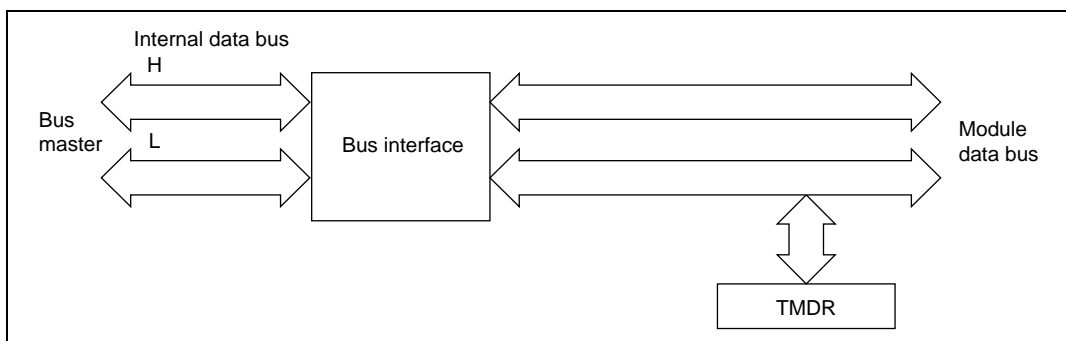 Internal data bus
H
Bus
master
L
Bus interface
Module
data bus
TMDR